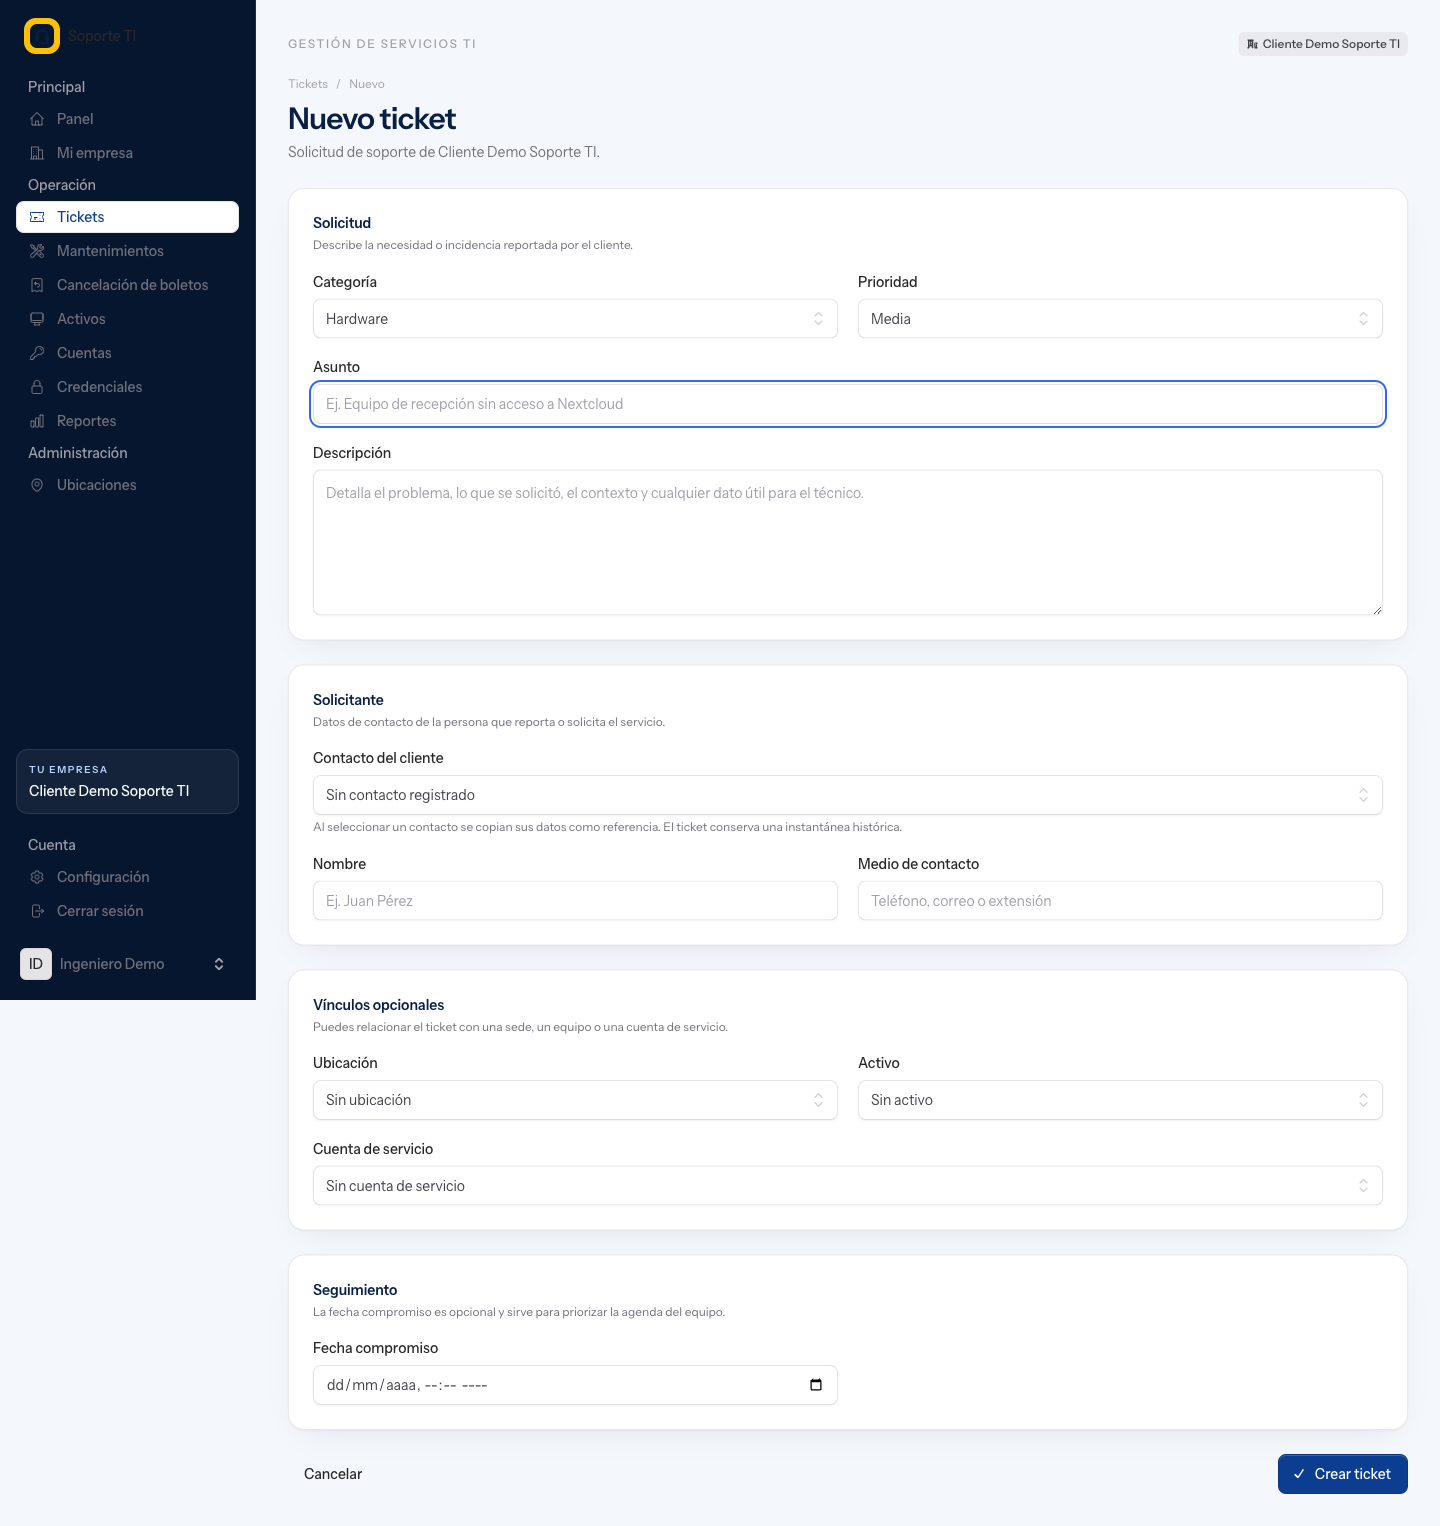 Soporte TI
Principal
Panel
Mi empresa
Operación
Tickets
Mantenimientos
Cancelación de boletos
Activos
Cuentas
Credenciales
Reportes
Administración
Ubicaciones
TU EMPRESA
Cliente Demo Soporte TI
Cuenta
Configuración
Cerrar sesión
ID Ingeniero Demo
GESTIÓN DE SERVICIOS TI
Cliente Demo Soporte TI
Tickets / Nuevo
Nuevo ticket
Solicitud de soporte de Cliente Demo Soporte TI.
Solicitud
Describe la necesidad o incidencia reportada por el cliente.
Categoría
Prioridad
Hardware
Media
Asunto
Ej. Equipo de recepción sin acceso a Nextcloud
Descripción
Detalla el problema, lo que se solicitó, el contexto y cualquier dato útil para el técnico.
Solicitante
Datos de contacto de la persona que reporta o solicita el servicio.
Contacto del cliente
Sin contacto registrado
Al seleccionar un contacto se copian sus datos como referencia. El ticket conserva una instantánea histórica.
Nombre
Medio de contacto
Ej. Juan Pérez
Teléfono, correo o extensión
Vínculos opcionales
Puedes relacionar el ticket con una sede, un equipo o una cuenta de servicio.
Ubicación
Activo
Sin ubicación
Sin activo
Cuenta de servicio
Sin cuenta de servicio
Seguimiento
La fecha compromiso es opcional y sirve para priorizar la agenda del equipo.
Fecha compromiso
dd/mm/aaaa, --:-- ----
Cancelar
Crear ticket